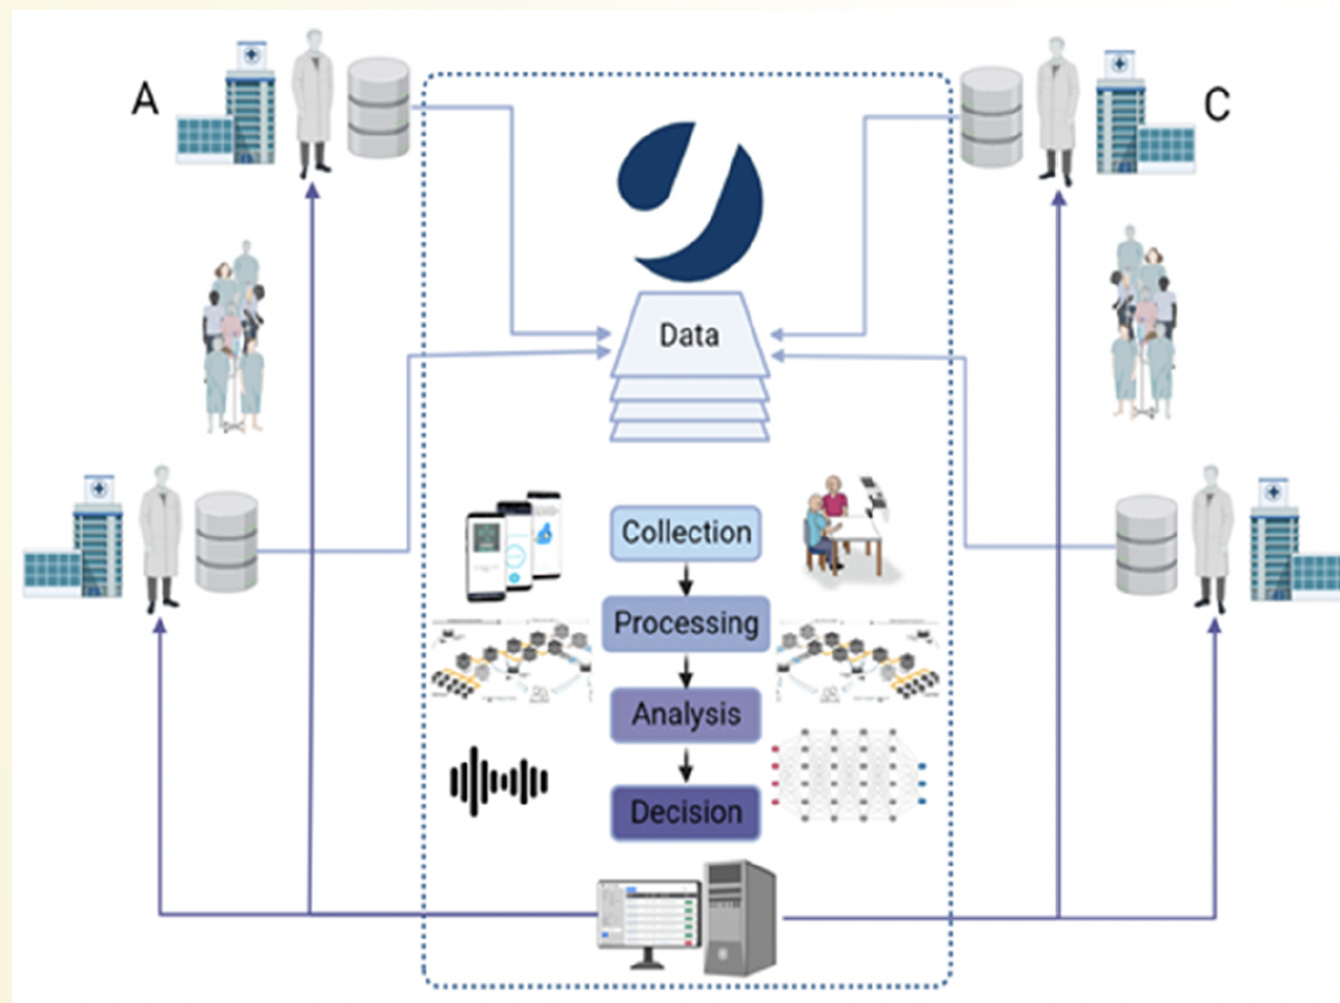 A
C
Data
Collection
Processing
Analysis
Decision